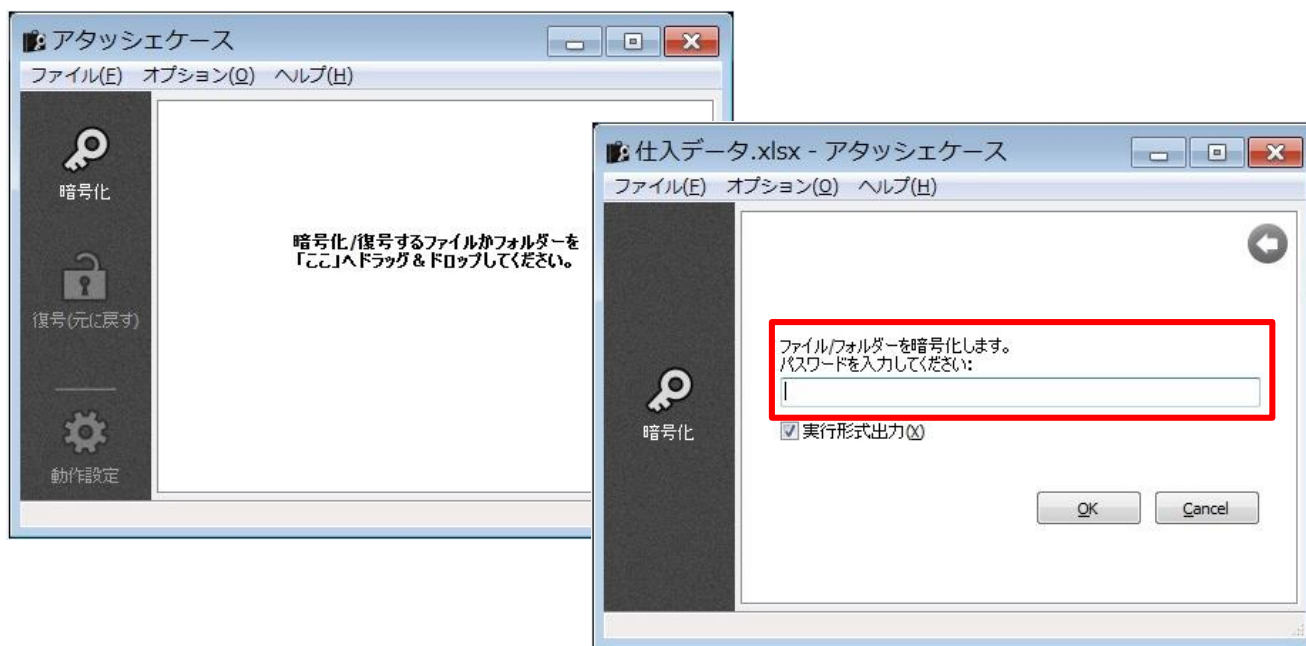 アタッシェケース
ファイル(F) オプション(O) ヘルプ(H)
暗号化
暗号化/復号するファイルかフォルダーを
「ここ」へドラッグ&ドロップしてください。
復号(元に戻す)
動作設定
仕入データ.xlsx - アタッシェケース
ファイル(F) オプション(O) ヘルプ(H)
ファイル/フォルダーを暗号化します。
パスワードを入力してください:
暗号化
実行形式出力(X)
OK Cancel